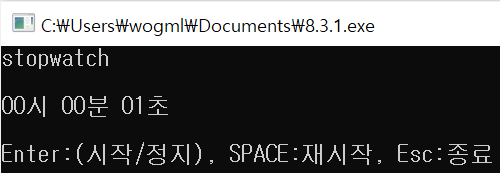 C:₩Users₩wogml₩Documents₩8.3.1.exe
stopwatch
00시 00분 01초
Enter:(시작/정지), SPACE:재시작, Esc:종료